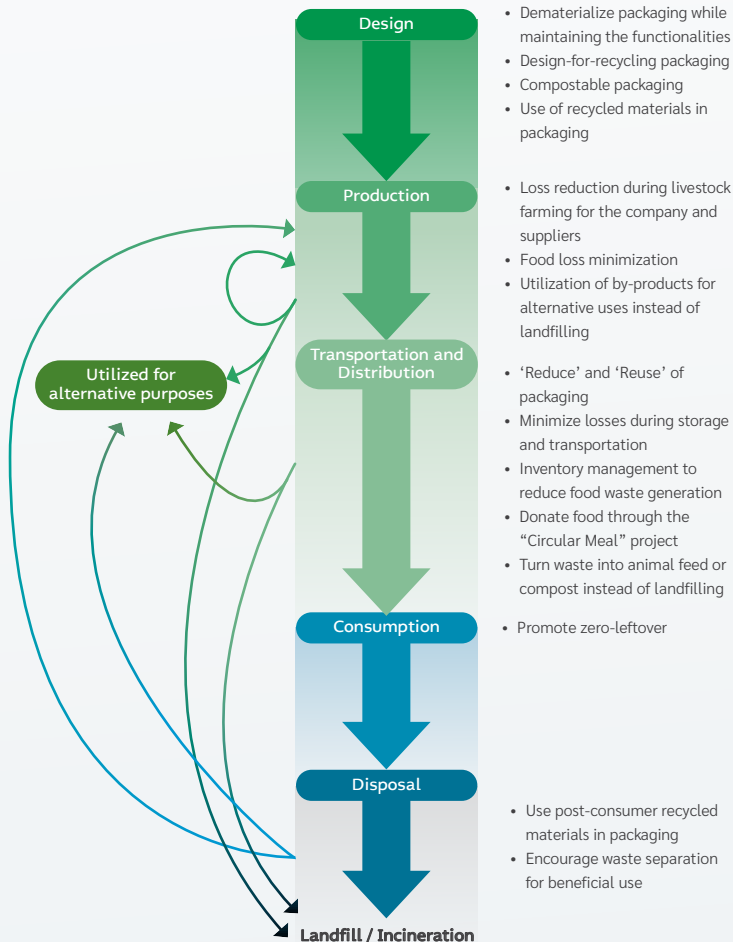 Design
• Dematerialize packaging while
maintaining the functionalities
• Design-for-recycling packaging
• Compostable packaging
• Use of recycled materials in
packaging
Production
• Loss reduction during livestock
farming for the company and
suppliers
• Food loss minimization
• Utilization of by-products for
alternative uses instead of
landfilling
Transportation and
Distribution
Utilized for
alternative purposes
• ‘Reduce’ and ‘Reuse’ of
packaging
• Minimize losses during storage
and transportation
• Inventory management to
reduce food waste generation
• Donate food through the
“Circular Meal” project
• Turn waste into animal feed or
compost instead of landfilling
Consumption
• Promote zero-leftover
Disposal
• Use post-consumer recycled
materials in packaging
• Encourage waste separation
for beneficial use
Landfill / Incineration